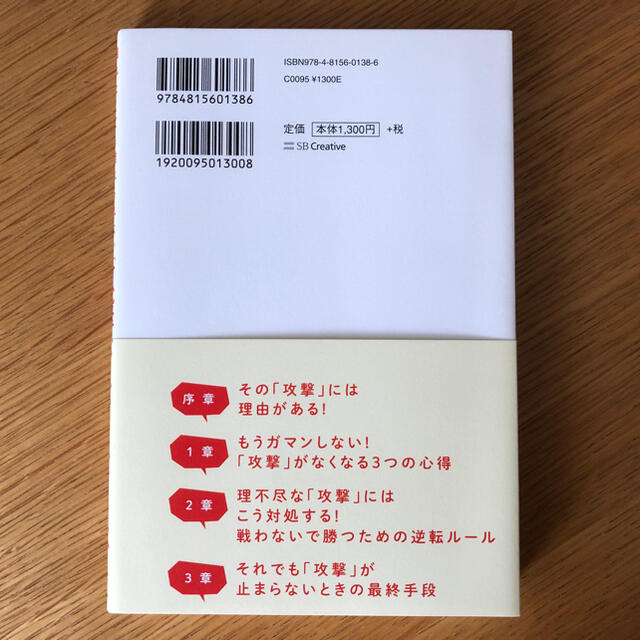 ISBN978-4-8156-0138-6
C0095 ¥1300E
9784815601386
定価 本体1,300円 +税
SB Creative
1920095013008
序章
その「攻撃」には
理由がある!
1章
もうガマンしない!
「攻撃」がなくなる3つの心得
2章
理不尽な「攻撃」には
こう対処する!
戦わないで勝つための逆転ルール
3章
それでも「攻撃」が
止まらないときの最終手段